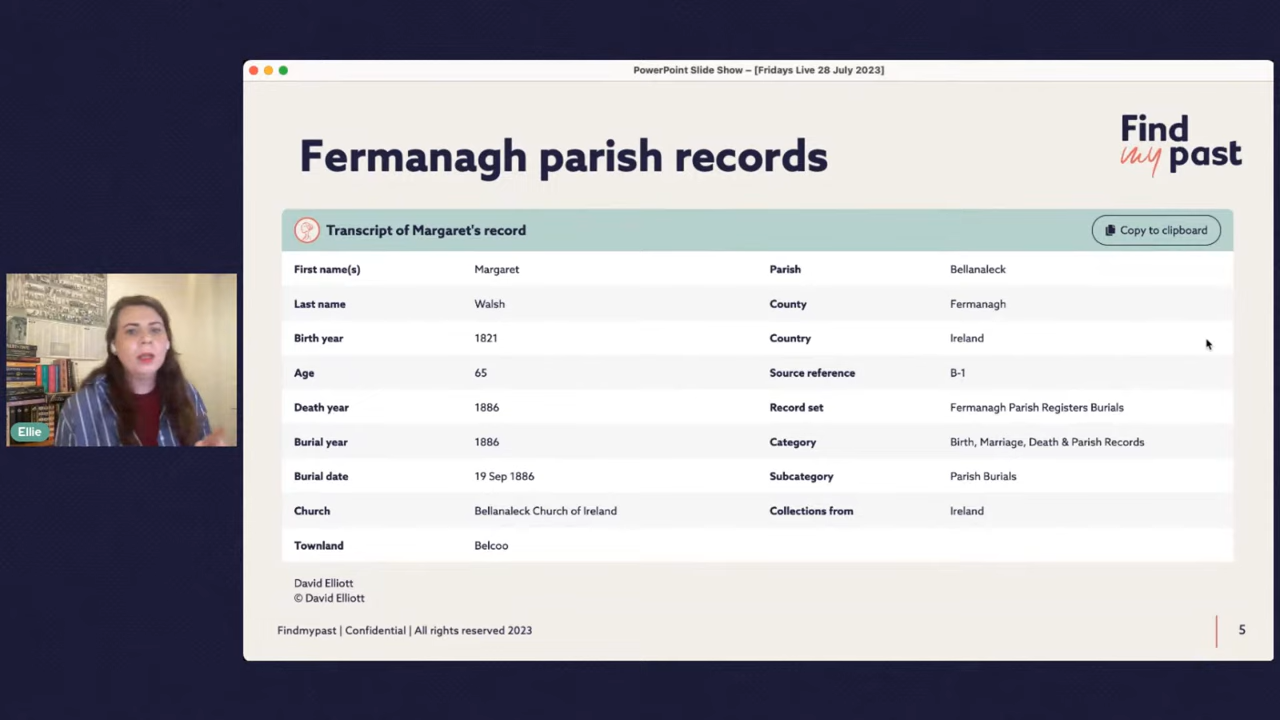 PowerPoint Slide Show – [Fridays Live 28 July 2023]
Fermanagh parish records
Find
my past
Transcript of Margaret's record
Copy to clipboard
First name(s) Margaret Parish Bellanaleck
Last name Walsh County Fermanagh
Birth year 1821 Country Ireland
Age 65 Source reference B-1
Death year 1886 Record set Fermanagh Parish Registers Burials
Burial year 1886 Category Birth, Marriage, Death & Parish Records
Burial date 19 Sep 1886 Subcategory Parish Burials
Church Bellanaleck Church of Ireland Collections from Ireland
Townland Belcoo
David Elliott
© David Elliott
Findmypast | Confidential | All rights reserved 2023
5
Ellie